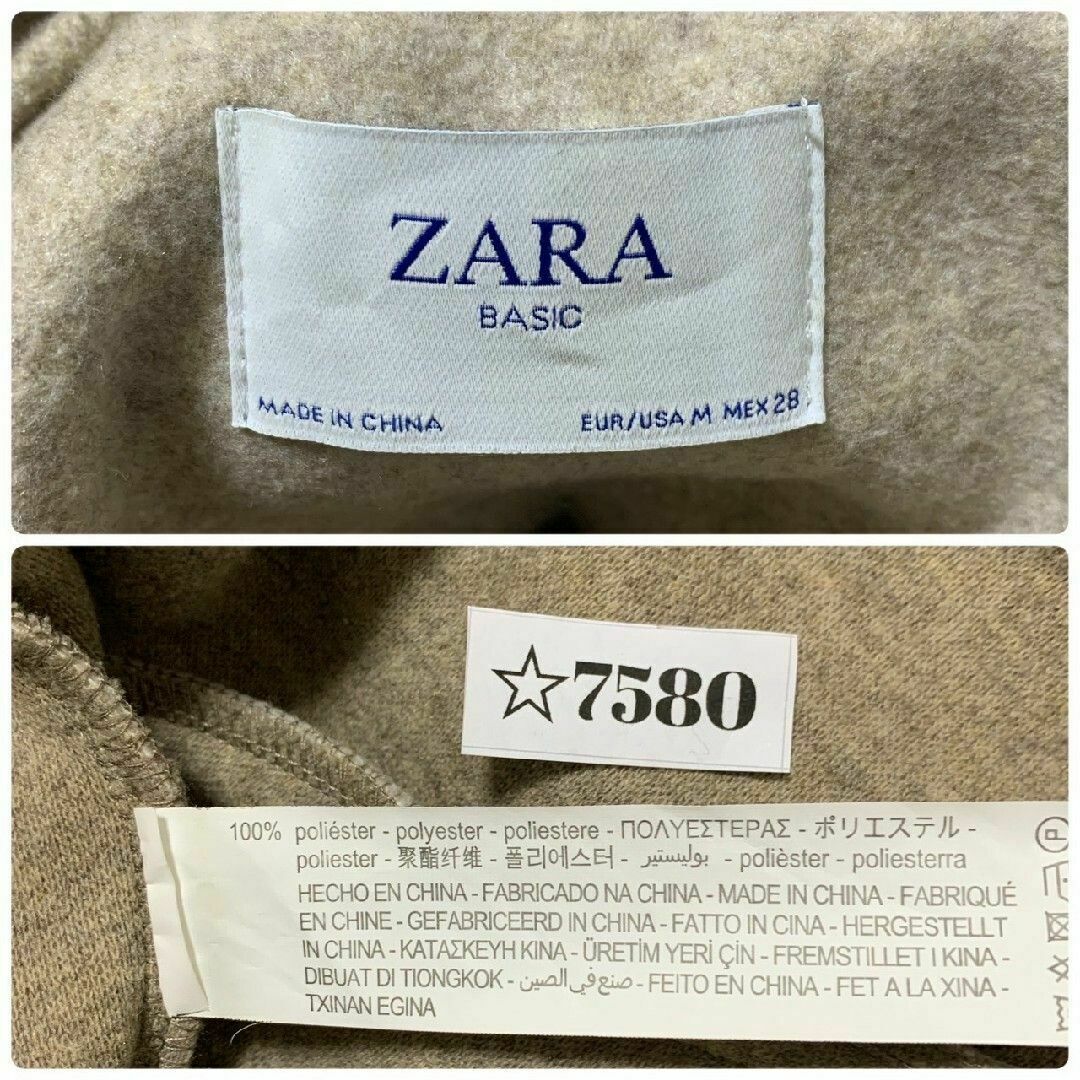 ZARA
BASIC
MADE IN CHINA
EUR/USA M MEX 28
☆7580
100% poliéster - polyester - poliestere - ΠΟΛΥΕΣΤΕΡΑΣ - ポリエステル -
poliester - 聚酯纤维 - 폴리에스터 - بوليستير - polièster - poliesterra
HECHO EN CHINA - FABRICADO NA CHINA - MADE IN CHINA - FABRIQUÉ
EN CHINE - GEFABRICEERD IN CHINA - FATTO IN CINA - HERGESTELLT
IN CHINA - ΚΑΤΑΣΚΕΥΗ ΚΙΝΑ - ÜRETİM YERİ ÇİN - FREMSTILLET I KINA -
DIBUAT DI TIONGKOK - صنع في الصين - FEITO EN CHINA - FET A LA XINA -
TXINAN EGINA
P